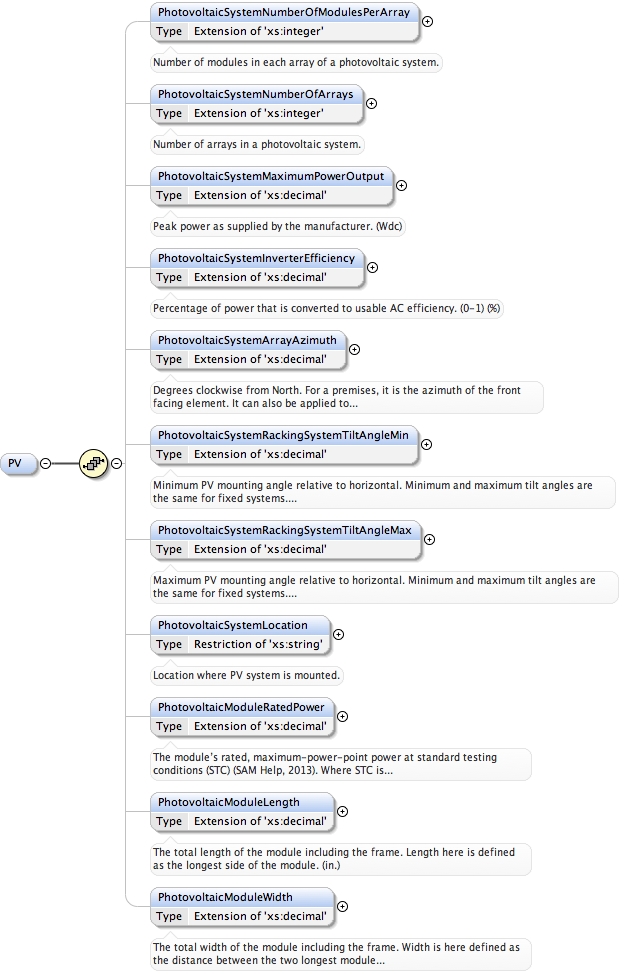 PhotovoltaicSystemNumberOfModulesPerArray
Type Extension of 'xs:integer'
Number of modules in each array of a photovoltaic system.
PhotovoltaicSystemNumberOfArrays
Type Extension of 'xs:integer'
Number of arrays in a photovoltaic system.
PhotovoltaicSystemMaximumPowerOutput
Type Extension of 'xs:decimal'
Peak power as supplied by the manufacturer. (Wdc)
PhotovoltaicSystemInverterEfficiency
Type Extension of 'xs:decimal'
Percentage of power that is converted to usable AC efficiency. (0-1) (%)
PhotovoltaicSystemArrayAzimuth
Type Extension of 'xs:decimal'
Degrees clockwise from North. For a premises, it is the azimuth of the front
facing element. It can also be applied to...
PhotovoltaicSystemRackingSystemTiltAngleMin
Type Extension of 'xs:decimal'
PV
Minimum PV mounting angle relative to horizontal. Minimum and maximum tilt angles are
the same for fixed systems....
PhotovoltaicSystemRackingSystemTiltAngleMax
Type Extension of 'xs:decimal'
Maximum PV mounting angle relative to horizontal. Minimum and maximum tilt angles are
the same for fixed systems....
PhotovoltaicSystemLocation
Type Restriction of 'xs:string'
Location where PV system is mounted.
PhotovoltaicModuleRatedPower
Type Extension of 'xs:decimal'
The module's rated, maximum-power-point power at standard testing
conditions (STC) (SAM Help, 2013). Where STC is...
PhotovoltaicModuleLength
Type Extension of 'xs:decimal'
The total length of the module including the frame. Length here is defined
as the longest side of the module. (in.)
PhotovoltaicModuleWidth
Type Extension of 'xs:decimal'
The total width of the module including the frame. Width is here defined as
the distance between the two longest module...